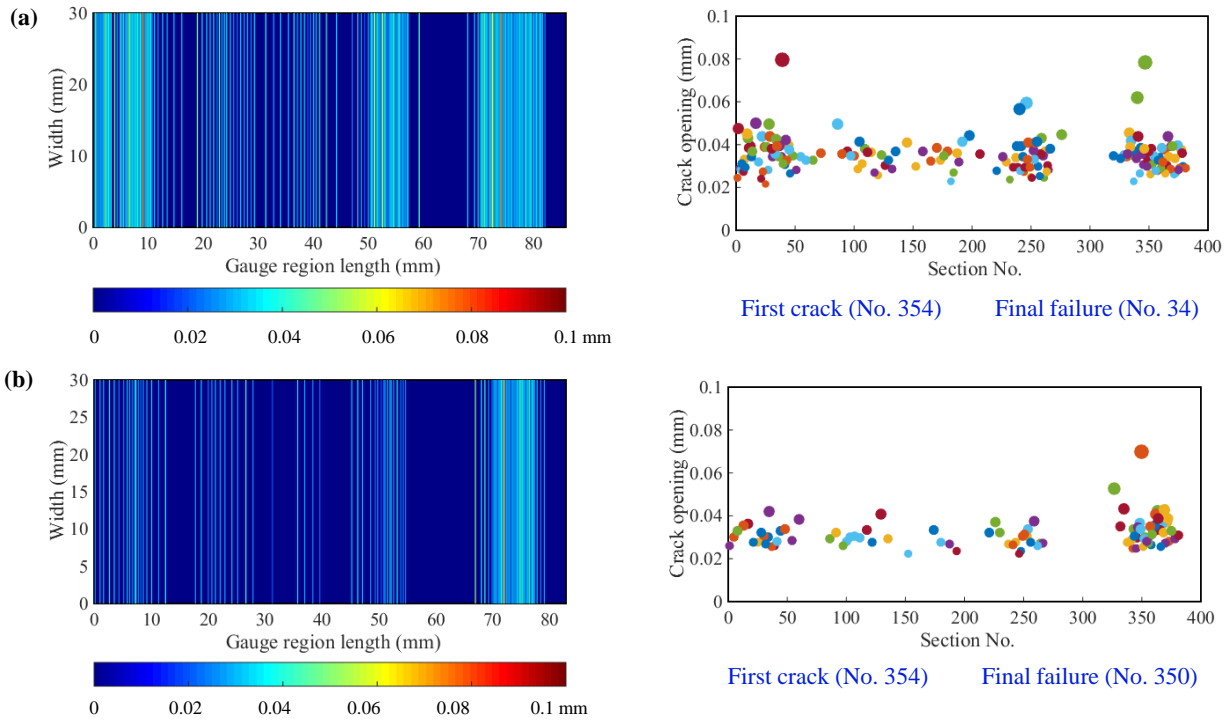 (a)
30
20
10
0
Width (mm)
0 10 20 30 40 50 60 70 80
Gauge region length (mm)
0 0.02 0.04 0.06 0.08 0.1 mm
0.1
0.08
0.06
0.04
0.02
0
Crack opening (mm)
0 50 100 150 200 250 300 350 400
Section No.
First crack (No. 354) Final failure (No. 34)
(b)
30
25
20
15
10
5
0
Width (mm)
0 10 20 30 40 50 60 70 80
Gauge region length (mm)
0 0.02 0.06 0.08 0.1 mm
0.1
0.08
0.06
0.04
0.02
0
Crack opening (mm)
0 50 100 150 200 250 300 350 400
Section No.
First crack (No. 354) Final failure (No. 350)